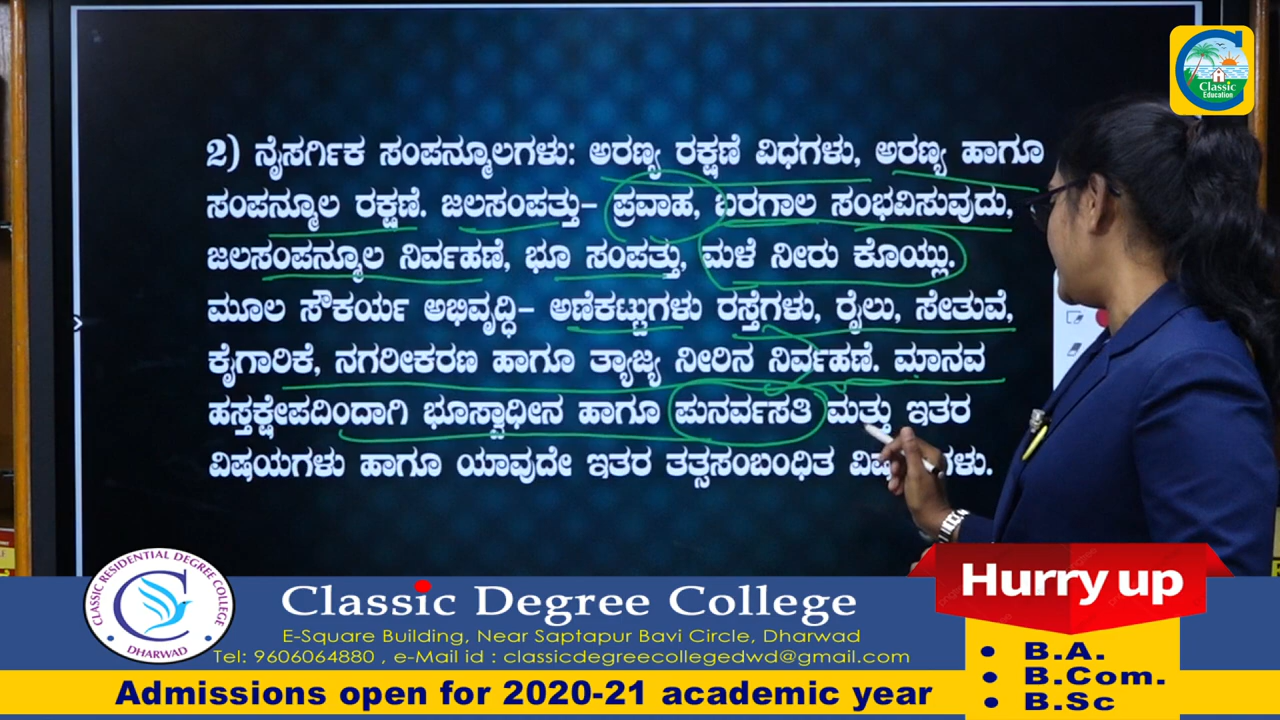 Classic
Education
2) ನೈಸರ್ಗಿಕ ಸಂಪನ್ಮೂಲಗಳು: ಅರಣ್ಯ ರಕ್ಷಣೆ ವಿಧಗಳು, ಅರಣ್ಯ ಹಾಗೂ
ಸಂಪನ್ಮೂಲ ರಕ್ಷಣೆ. ಜಲಸಂಪತ್ತು– ಪ್ರವಾಹ, ಬರಗಾಲ ಸಂಭವಿಸುವುದು,
ಜಲಸಂಪನ್ಮೂಲ ನಿರ್ವಹಣೆ, ಭೂ ಸಂಪತ್ತು, ಮಳೆ ನೀರು ಕೊಯ್ಲು.
ಮೂಲ ಸೌಕರ್ಯ ಅಭಿವೃದ್ಧಿ– ಅಣೆಕಟ್ಟುಗಳು ರಸ್ತೆಗಳು, ರೈಲು, ಸೇತುವೆ,
ಕೈಗಾರಿಕೆ, ನಗರೀಕರಣ ಹಾಗೂ ತ್ಯಾಜ್ಯ ನೀರಿನ ನಿರ್ವಹಣೆ. ಮಾನವ
ಹಸ್ತಕ್ಷೇಪದಿಂದಾಗಿ ಭೂಸ್ವಾಧೀನ ಹಾಗೂ ಪುನರ್ವಸತಿ ಮತ್ತು ಇತರ
ವಿಷಯಗಳು ಹಾಗೂ ಯಾವುದೇ ಇತರ ತತ್ಸಸಂಬಂಧಿತ
CLASSIC RESIDENTIAL DEGREE COLLEGE
DHARWAD
Classic Degree College
E-Square Building, Near Saptapur Bavi Circle, Dharwad
Tel: 9606064880 , e-Mail id : classicdegreecollegedwd@gmail.com
Admissions open for 2020-21 academic year
Hurry up
• B.A.
• B.Com.
• B.Sc